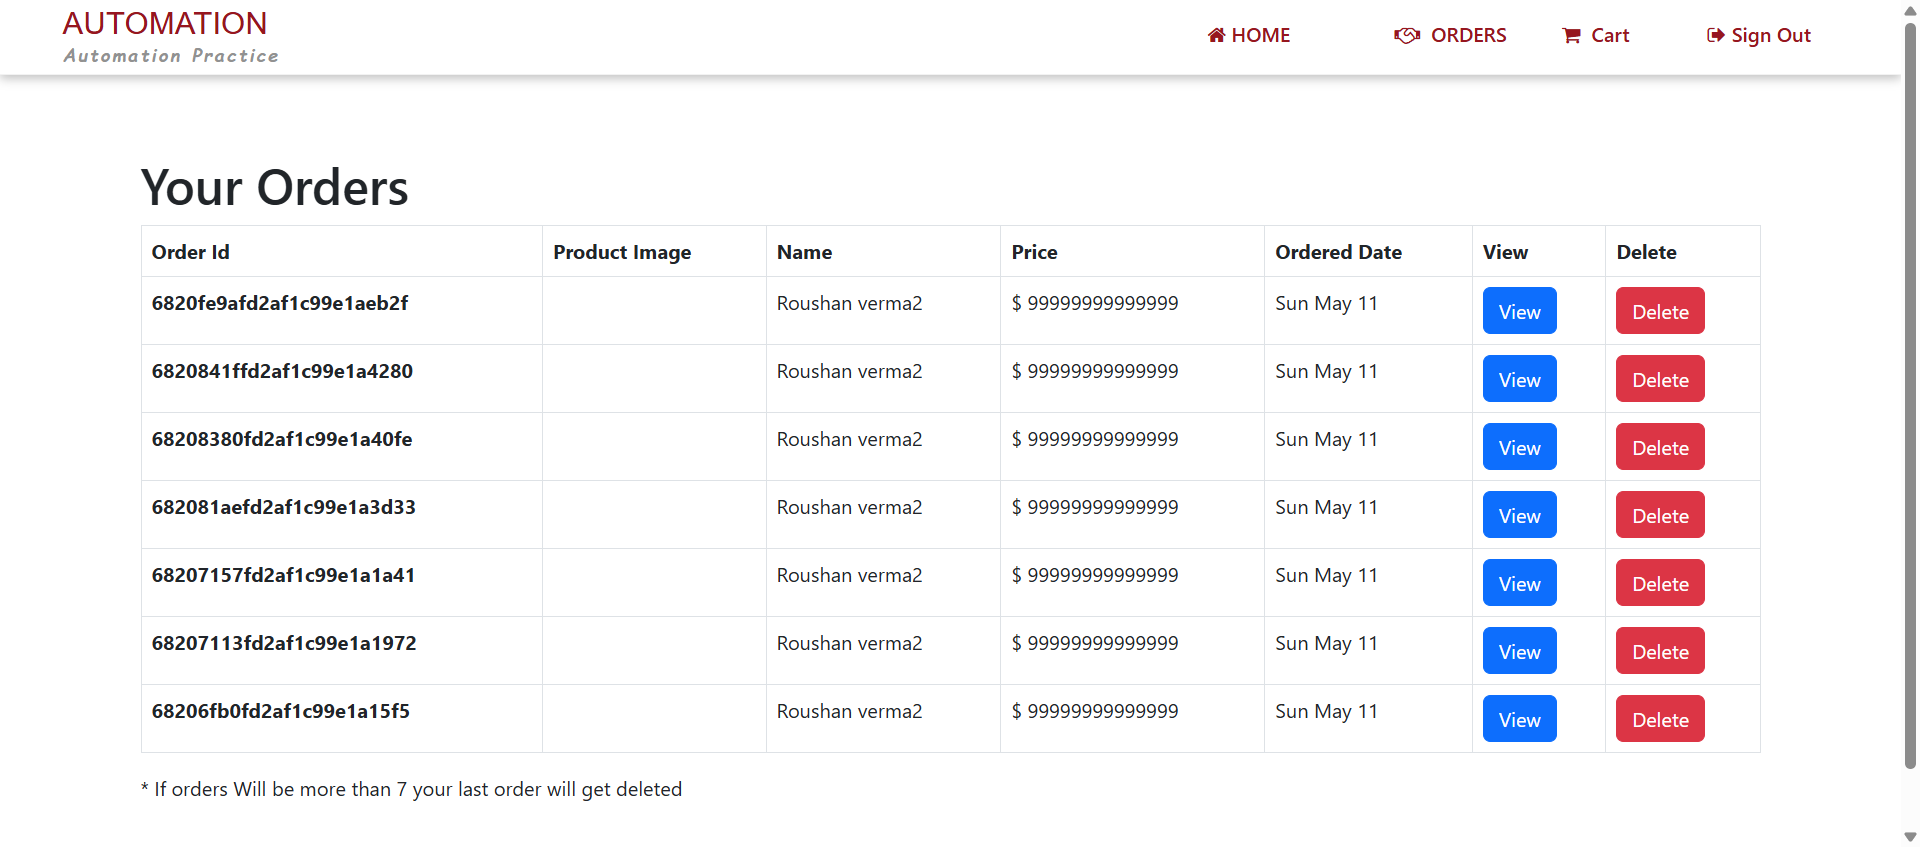 AUTOMATION
Automation Practice
HOME ORDERS Cart Sign Out
Your Orders
Order Id Product Image Name Price Ordered Date View Delete
6820fe9afd2af1c99e1aeb2f Roushan verma2 $ 99999999999999 Sun May 11 View Delete
6820841ffd2af1c99e1a4280 Roushan verma2 $ 99999999999999 Sun May 11 View Delete
68208380fd2af1c99e1a40fe Roushan verma2 $ 99999999999999 Sun May 11 View Delete
682081aefd2af1c99e1a3d33 Roushan verma2 $ 99999999999999 Sun May 11 View Delete
68207157fd2af1c99e1a1a41 Roushan verma2 $ 99999999999999 Sun May 11 View Delete
68207113fd2af1c99e1a1972 Roushan verma2 $ 99999999999999 Sun May 11 View Delete
68206fb0fd2af1c99e1a15f5 Roushan verma2 $ 99999999999999 Sun May 11 View Delete
* If orders Will be more than 7 your last order will get deleted